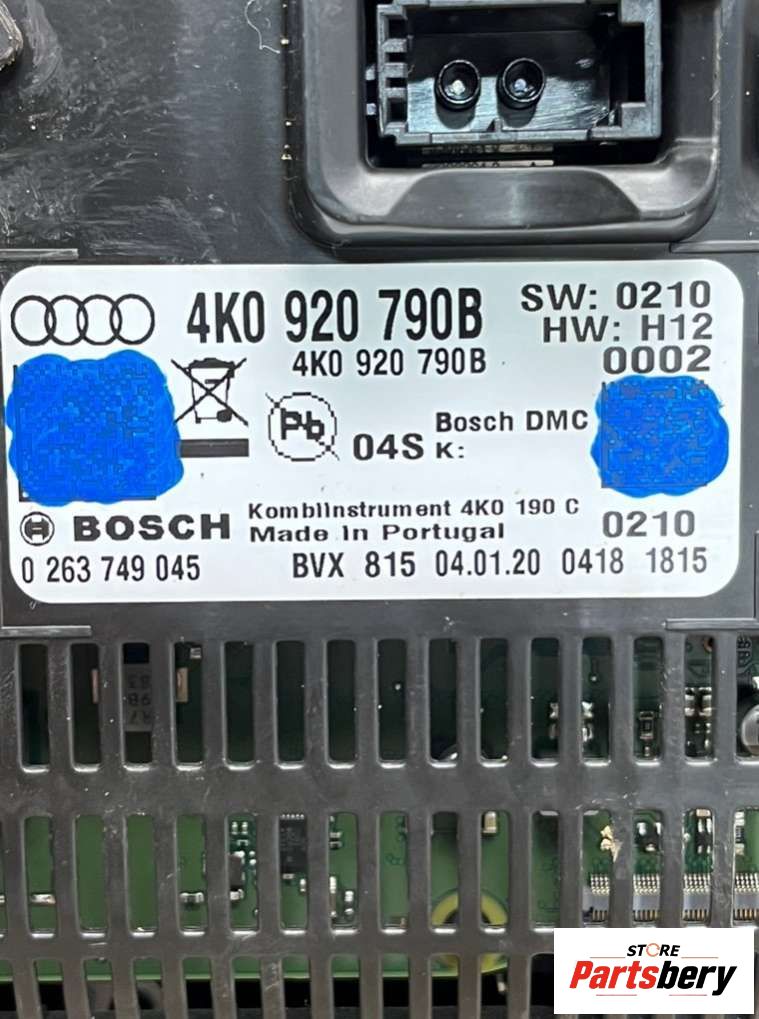 4K0 920 790B
SW: 0210
HW: H12
4K0 920 790B
0002
Pb
04S
Bosch DMC
K:
BOSCH
Kombiinstrument 4K0 190 C
Made in Portugal
0210
0 263 749 045
BVX 815 04.01.20 0418 1815
STORE
Partsbery